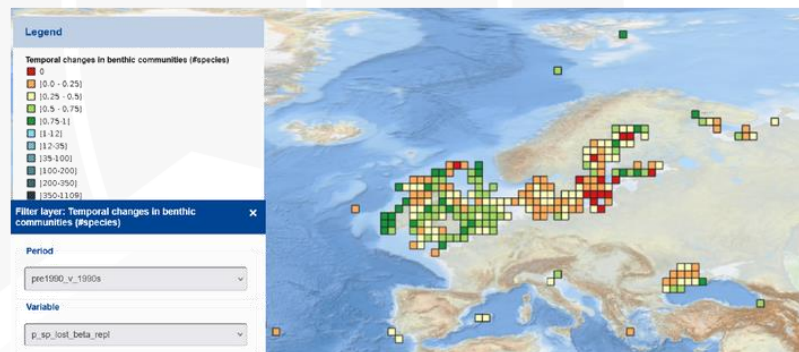 Legend
Temporal changes in benthic communities (#species)
0
]0.0 - 0.25]
]0.25 - 0.5]
]0.5 - 0.75]
]0.75-1]
]1-12]
]12-35]
]35-100]
]100-200]
]200-350]
]350-1109]
Filter layer: Temporal changes in benthic
communities (#species)
×
Period
pre1990_v_1990s
Variable
p_sp_lost_beta_repl